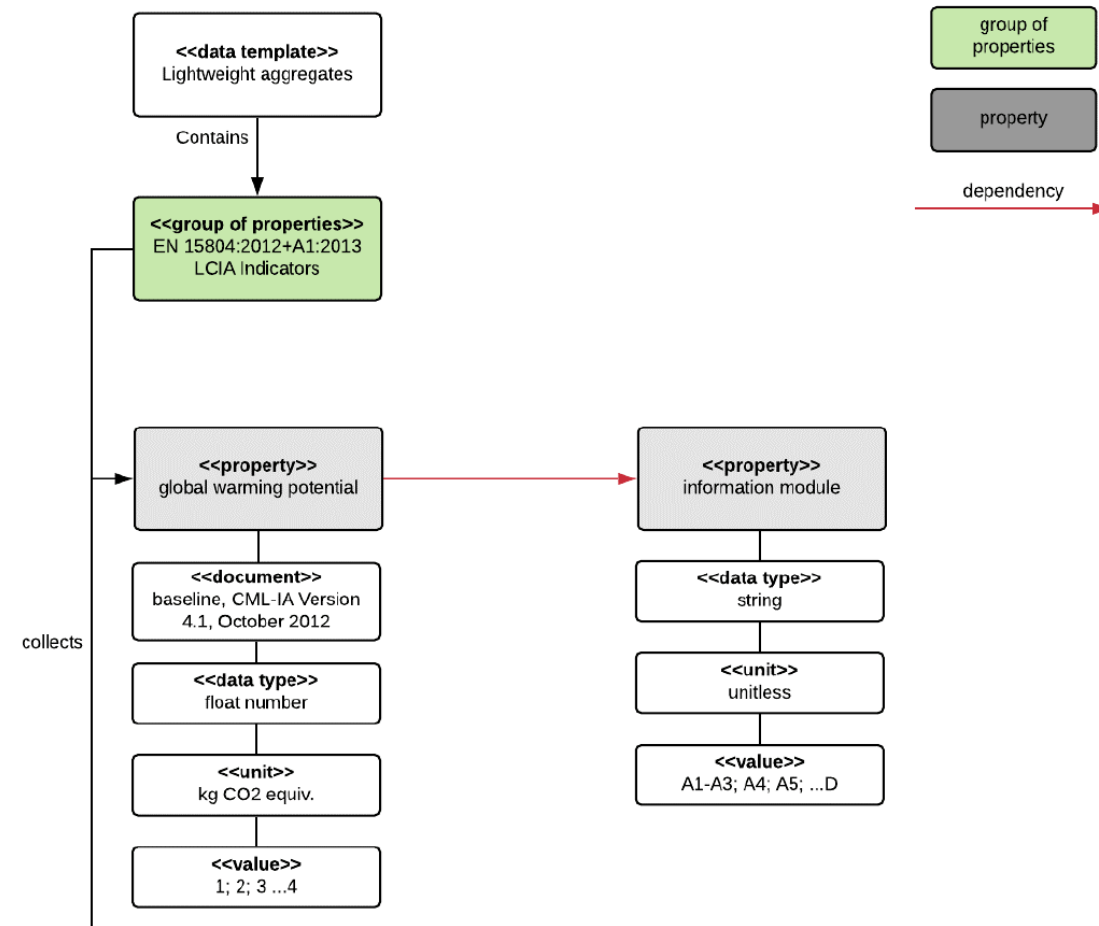 <<data template>>
Lightweight aggregates
Contains
<<group of properties>>
EN 15804:2012+A1:2013
LCIA Indicators
group of
properties
property
dependency
<<property>>
global warming potential
<<document>>
baseline, CML-IA Version
4.1, October 2012
<<data type>>
float number
<<unit>>
kg CO2 equiv.
<<value>>
1; 2; 3 ...4
collects
<<property>>
information module
<<data type>>
string
<<unit>>
unitless
<<value>>
A1-A3; A4; A5; ...D